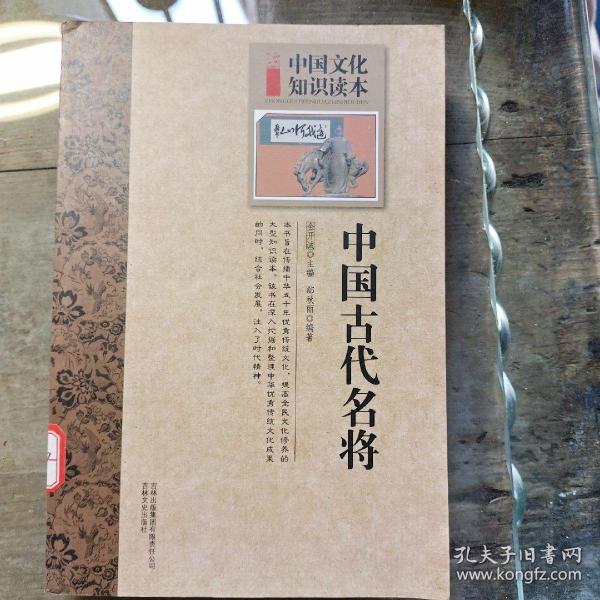 中国文化
知识读本
ZHONGGUOWENHUAZHISHIDUBEN
还我河山
中国古代名将
金开诚◎主编 郝秋阳◎编著
本书旨在传播中华五千年优秀传统文化，提高全民文化修养的
大型知识读本。该书在深入挖掘和整理中华优秀传统文化成果
的同时，结合社会发展，注入了时代精神。
吉林出版集团有限责任公司
吉林文史出版社
孔夫子旧书网
www.kongfz.com